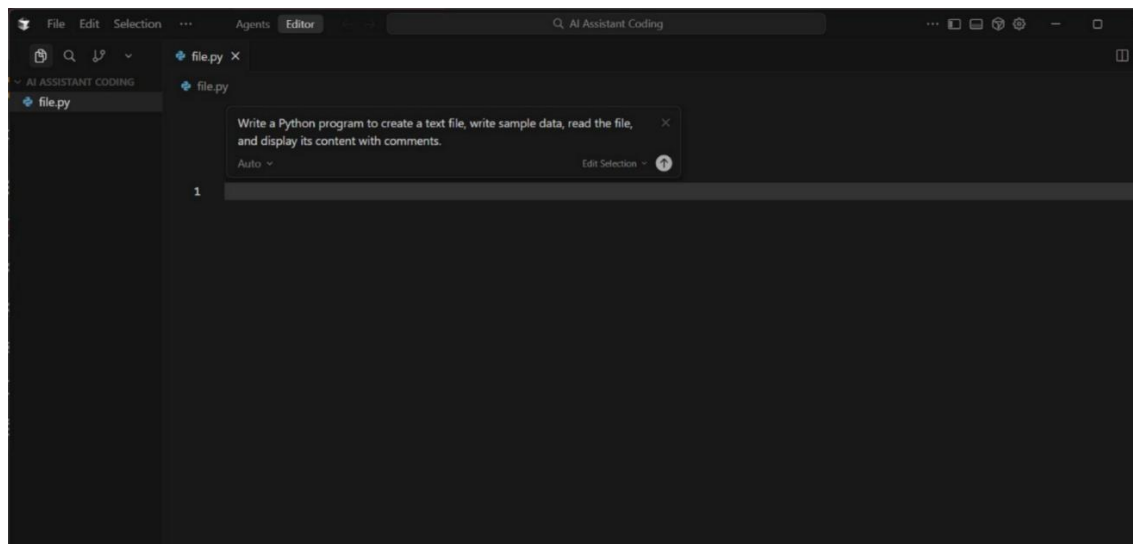 File Edit Selection ··· Agents Editor AI Assistant Coding
file.py
AI ASSISTANT CODING
file.py
file.py
Write a Python program to create a text file, write sample data, read the file,
and display its content with comments.
Auto Edit Selection
1